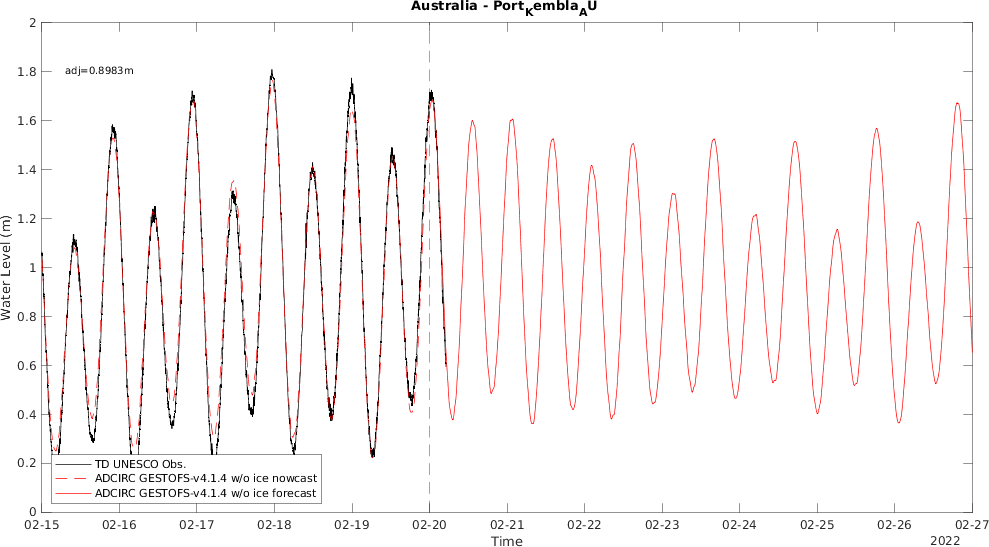 Australia - PortKemblaAU
2
1.8
1.6
1.4
1.2
1
0.8
0.6
0.4
0.2
0
Water Level (m)
adj=0.8983m
TD UNESCO Obs.
ADCIRC GESTOFS-v4.1.4 w/o ice nowcast
ADCIRC GESTOFS-v4.1.4 w/o ice forecast
02-15 02-16 02-17 02-18 02-19 02-20 02-21 02-22 02-23 02-24 02-25 02-26 02-27
Time
2022